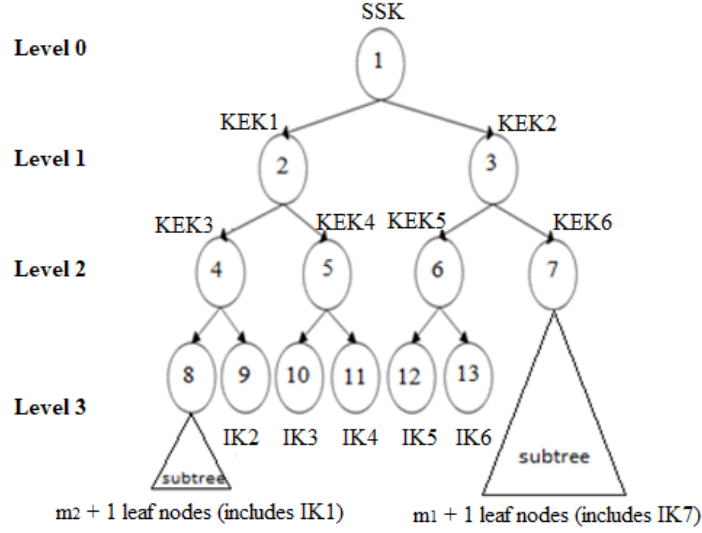 SSK
Level 0
1
KEK1 KEK2
Level 1
2 3
KEK3 KEK4 KEK5 KEK6
Level 2
4 5 6 7
8 9 10 11 12 13
Level 3
IK2 IK3 IK4 IK5 IK6
subtree subtree
m2 + 1 leaf nodes (includes IK1) m1 + 1 leaf nodes (includes IK7)